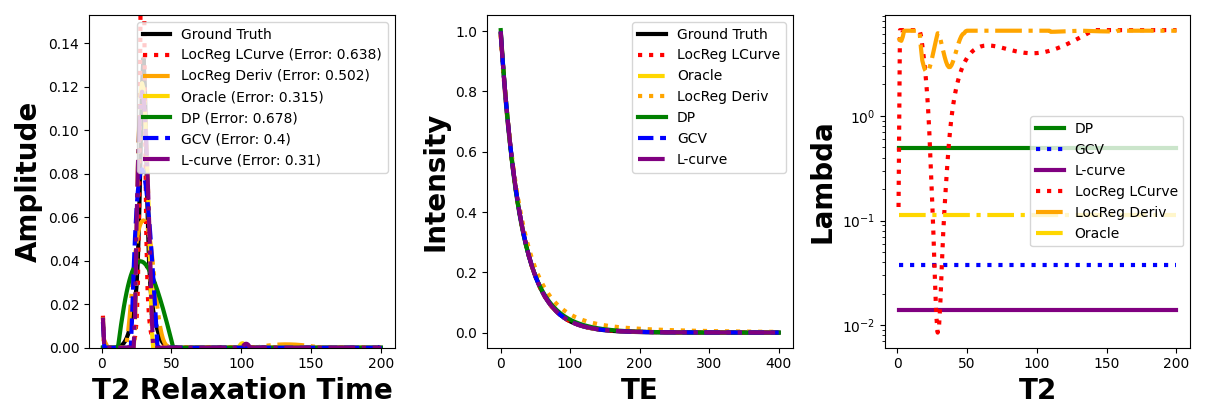 Amplitude
0.14
0.12
0.10
0.08
0.06
0.04
0.02
0.00
0
50
100
150
200
T2 Relaxation Time
Ground Truth
LocReg LCurve (Error: 0.638)
LocReg Deriv (Error: 0.502)
Oracle (Error: 0.315)
DP (Error: 0.678)
GCV (Error: 0.4)
L-curve (Error: 0.31)
Intensity
1.0
0.8
0.6
0.4
0.2
0.0
0
100
200
300
400
TE
Ground Truth
LocReg LCurve
Oracle
LocReg Deriv
DP
GCV
L-curve
Lambda
10⁰
10⁻¹
10⁻²
0
50
100
150
200
T2
DP
GCV
L-curve
LocReg LCurve
LocReg Deriv
Oracle